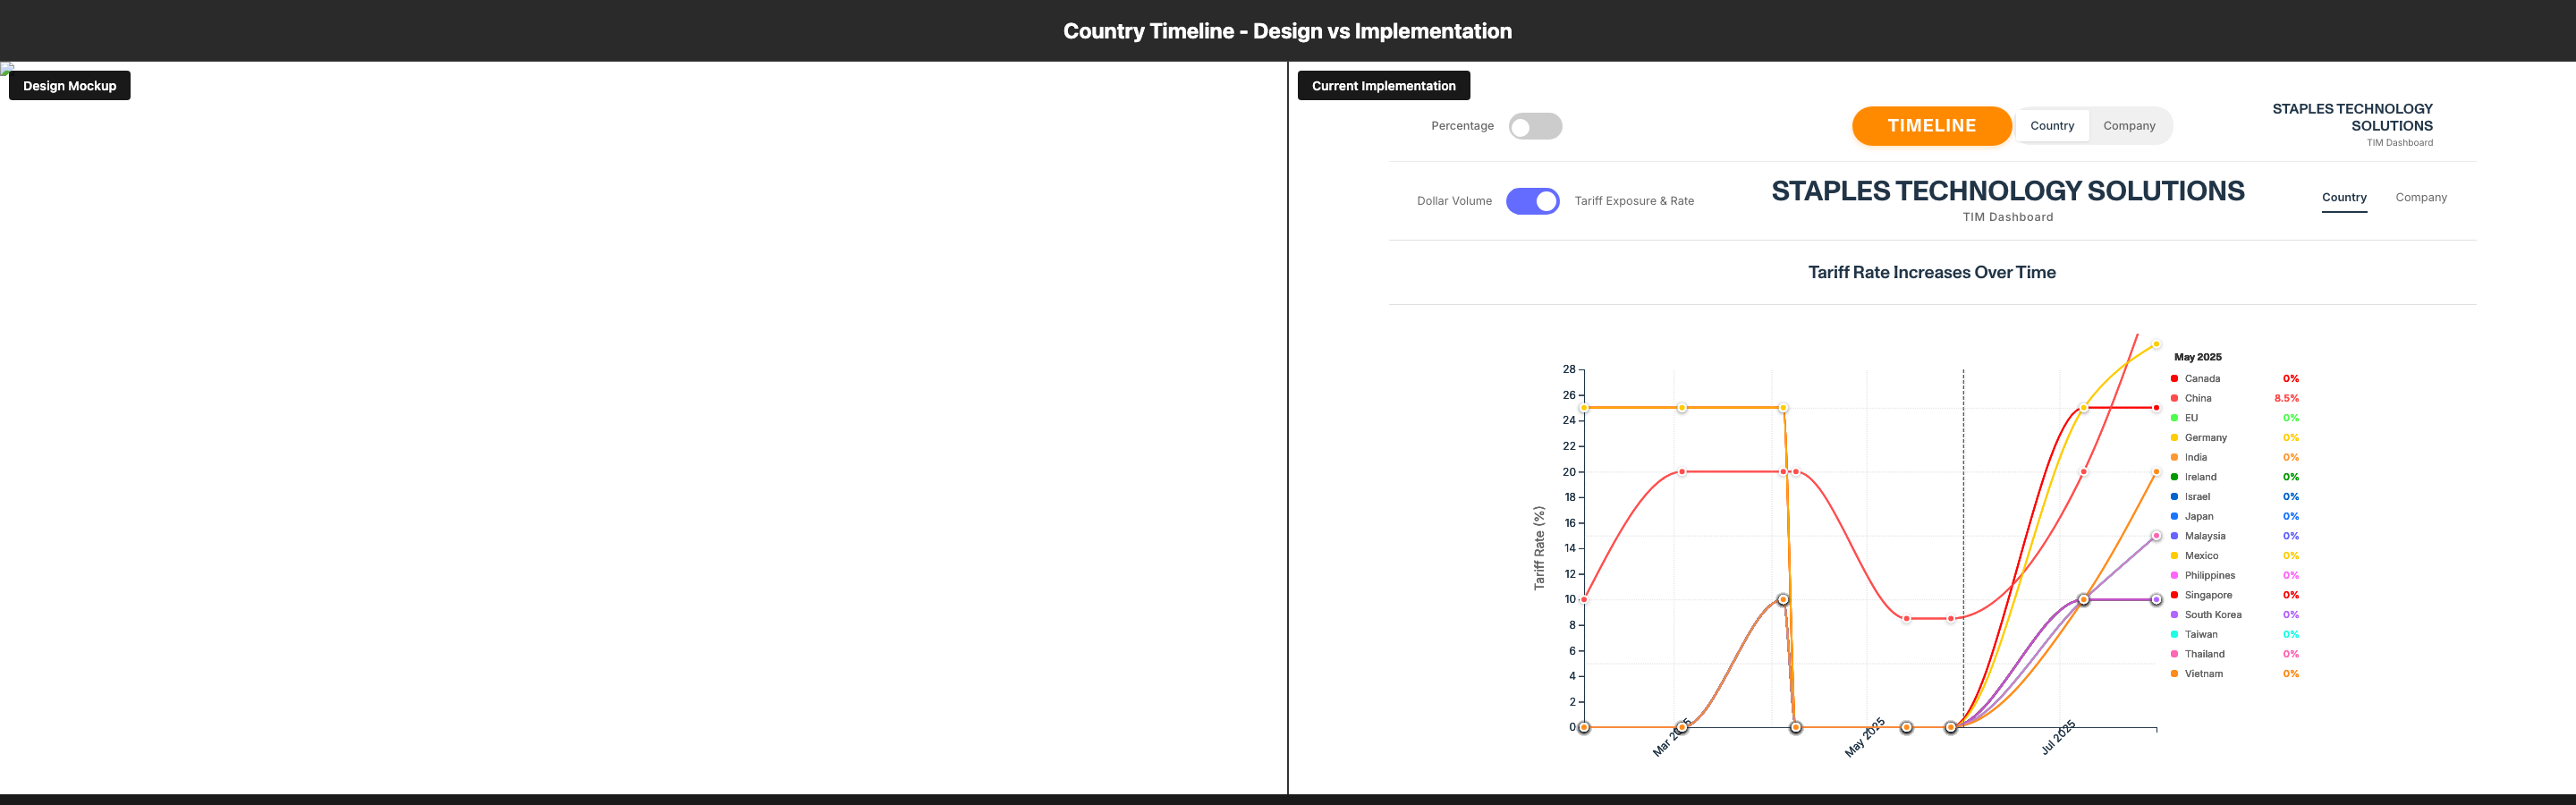 Country Timeline - Design vs Implementation
Design Mockup
Current Implementation
Percentage
TIMELINE
Country
Company
STAPLES TECHNOLOGY
SOLUTIONS
TIM Dashboard
Dollar Volume
Tariff Exposure & Rate
STAPLES TECHNOLOGY SOLUTIONS
TIM Dashboard
Country
Company
Tariff Rate Increases Over Time
Tariff Rate (%)
28
26
24
22
20
18
16
14
12
10
8
6
4
2
0
Mar 2025
May 2025
Jul 2025
May 2025
Canada 0%
China 8.5%
EU 0%
Germany 0%
India 0%
Ireland 0%
Israel 0%
Japan 0%
Malaysia 0%
Mexico 0%
Philippines 0%
Singapore 0%
South Korea 0%
Taiwan 0%
Thailand 0%
Vietnam 0%